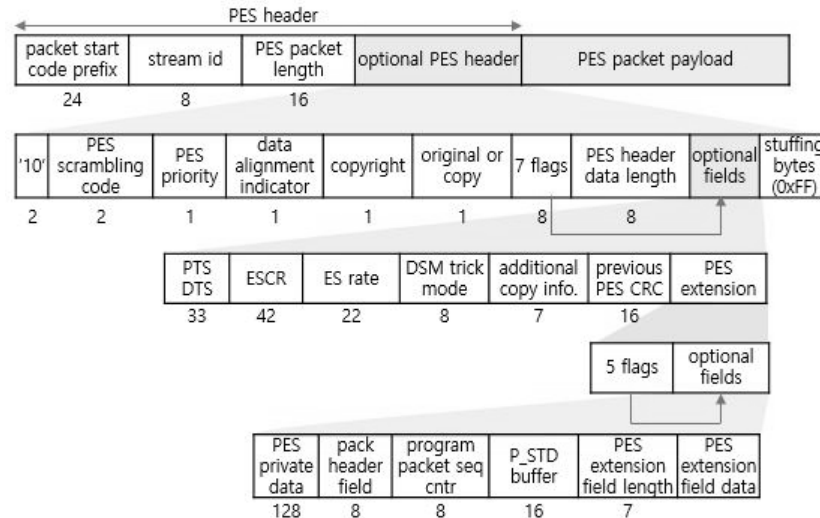 PES header
packet start code prefix
stream id
PES packet length
optional PES header
PES packet payload
24
8
16
'10'
PES scrambling code
PES priority
data alignment indicator
copyright
original or copy
7 flags
PES header data length
optional fields
stuffing bytes (0xFF)
2
2
1
1
1
1
8
8
PTS DTS
ESCR
ES rate
DSM trick mode
additional copy info.
previous PES CRC
PES extension
33
42
22
8
7
16
5 flags
optional fields
PES private data
pack header field
program packet seq cntr
P_STD buffer
PES extension field length
PES extension field data
128
8
8
16
7